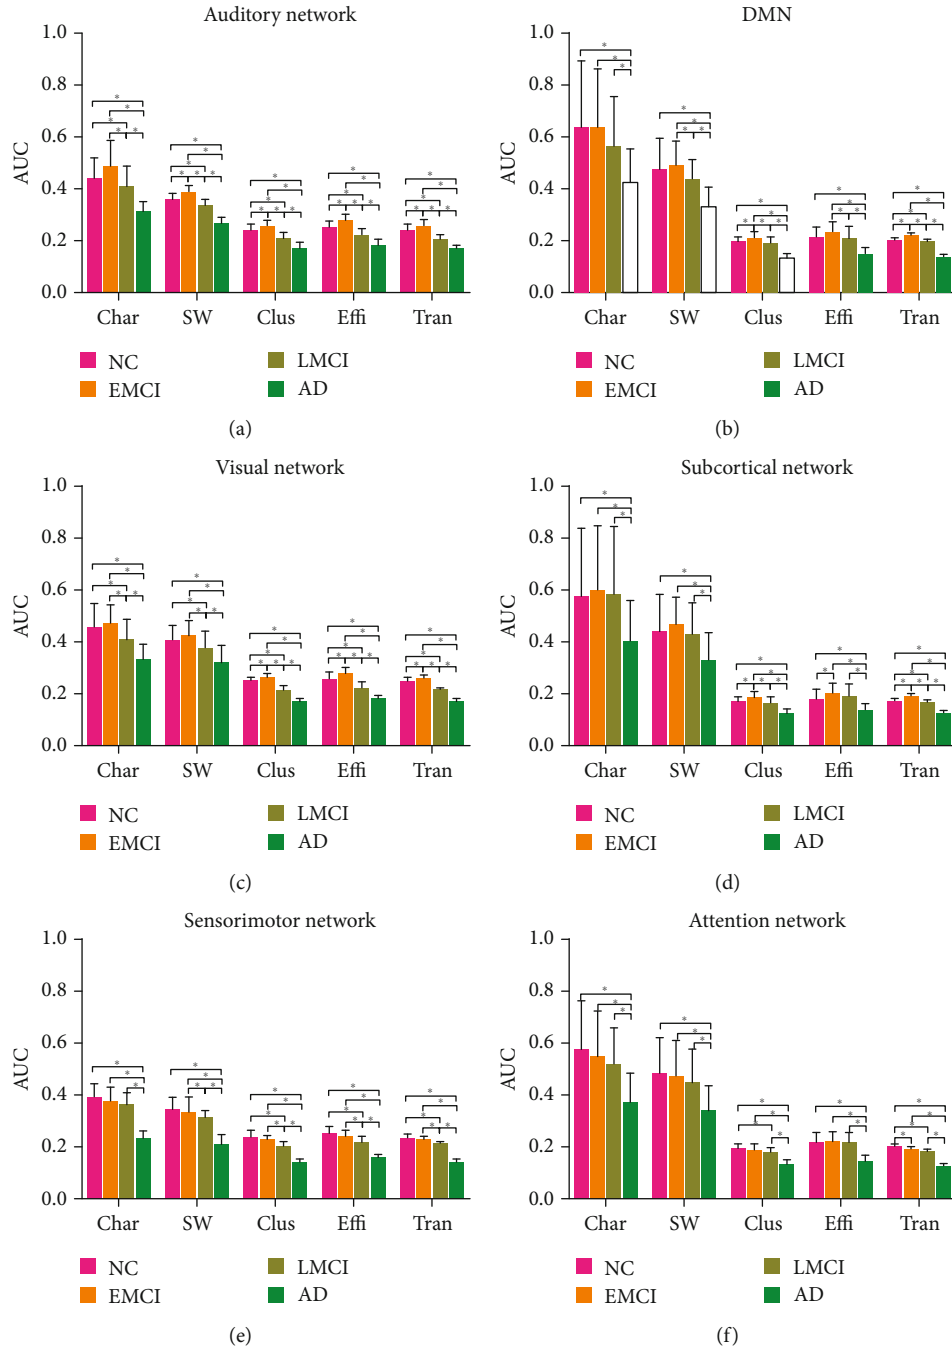 Auditory network
AUC
1.0
0.8
0.6
0.4
0.2
0.0
* * * * *
* * * * *
* * * * *
* * * * * *
* * * * * *
Char SW Clus Effi Tran
NC LMCI
EMCI AD
(a)
DMN
AUC
1.0
0.8
0.6
0.4
0.2
0.0
Char SW Clus Effi Tran
NC LMCI
EMCI AD
(b)
Visual network
AUC
1.0
0.8
0.6
0.4
0.2
0.0
Char SW Clus Effi Tran
NC LMCI
EMCI AD
(c)
Subcortical network
AUC
1.0
0.8
0.6
0.4
0.2
0.0
Char SW Clus Effi Tran
NC LMCI
EMCI AD
(d)
Sensorimotor network
AUC
1.0
0.8
0.6
0.4
0.2
0.0
Char SW Clus Effi Tran
NC LMCI
EMCI AD
(e)
Attention network
AUC
1.0
0.8
0.6
0.4
0.2
0.0
Char SW Clus Effi Tran
NC LMCI
EMCI AD
(f)